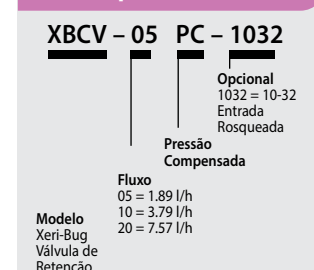 XBCV – 05 PC – 1032
Opcional
1032 = 10-32
Entrada
Rosqueada
Pressão
Compensada
Fluxo
05 = 1.89 l/h
10 = 3.79 l/h
20 = 7.57 l/h
Modelo
Xeri-Bug
Válvula de
Retenção